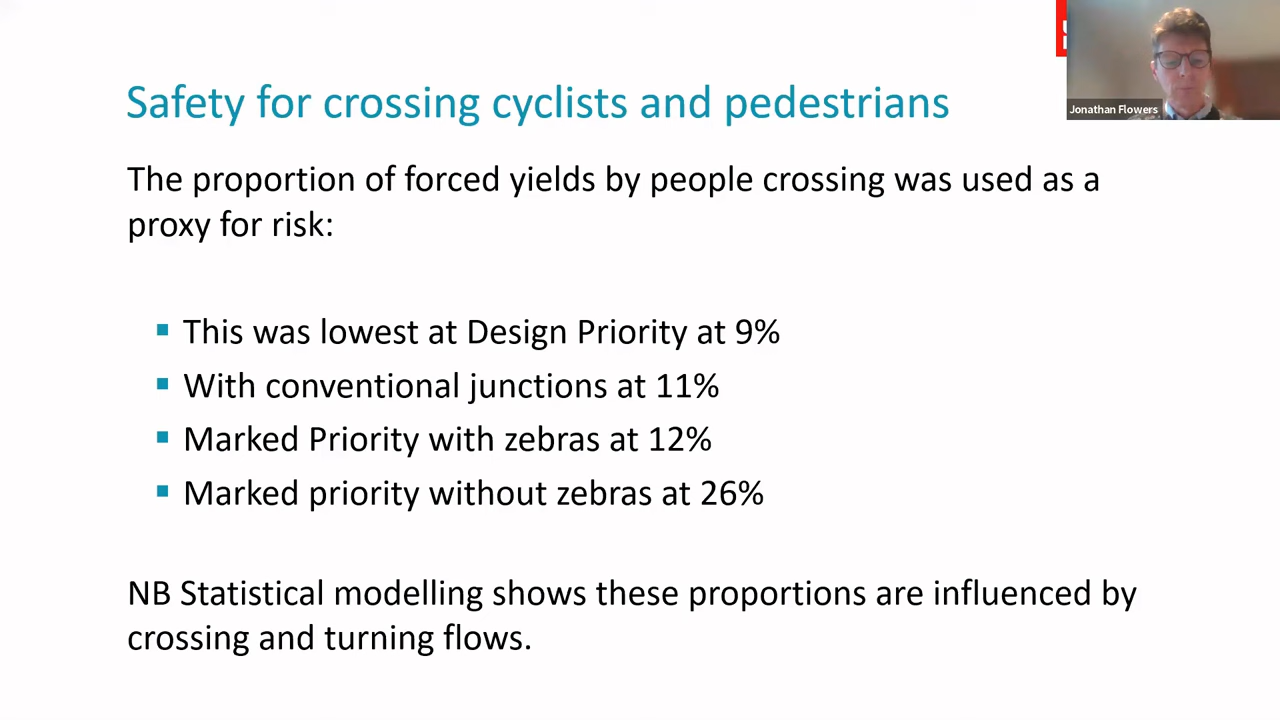 Safety for crossing cyclists and pedestrians
Jonathan Flowers
The proportion of forced yields by people crossing was used as a
proxy for risk:
▪ This was lowest at Design Priority at 9%
▪ With conventional junctions at 11%
▪ Marked Priority with zebras at 12%
▪ Marked priority without zebras at 26%
NB Statistical modelling shows these proportions are influenced by
crossing and turning flows.